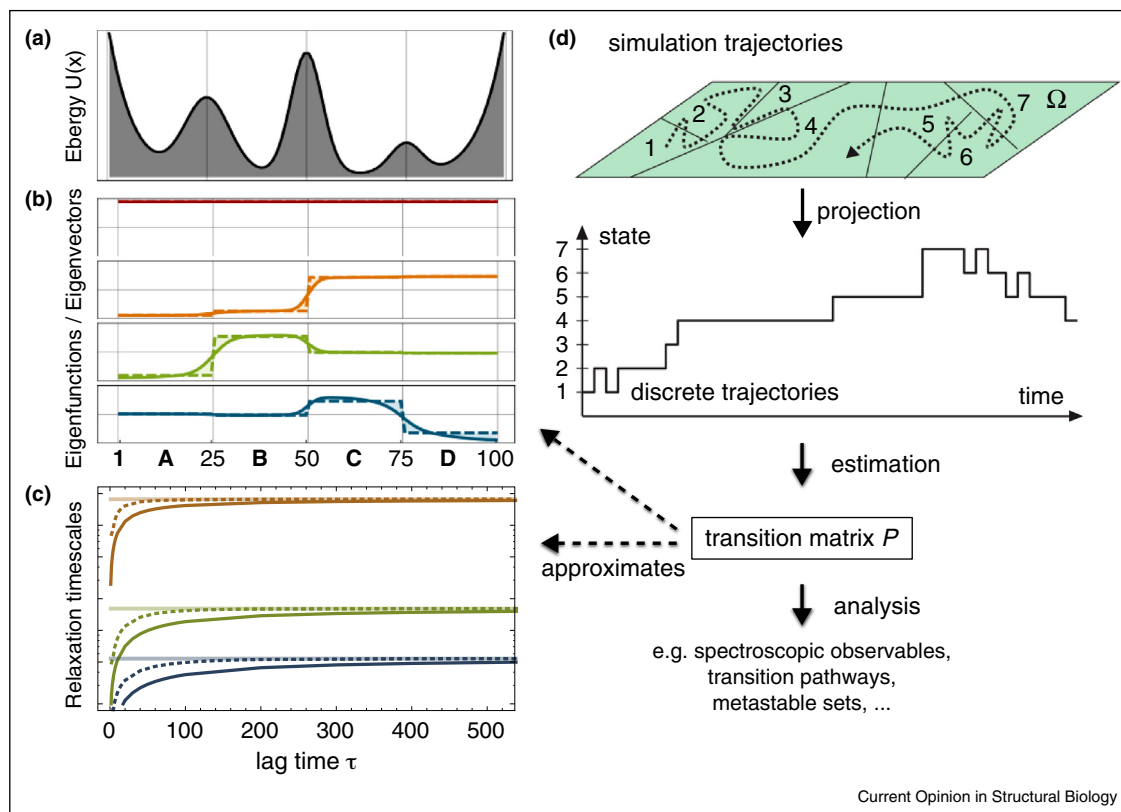 (a)
Ebergy U(x)
(b)
Eigenfunctions / Eigenvectors
1 A 25 B 50 C 75 D 100
(c)
Relaxation timescales
0 100 200 300 400 500
lag time τ
(d) simulation trajectories
1 2 3 4 5 6 7 Ω
projection
state
7
6
5
4
3
2
1
discrete trajectories
time
estimation
transition matrix P
approximates
analysis
e.g. spectroscopic observables,
transition pathways,
metastable sets, ...
Current Opinion in Structural Biology